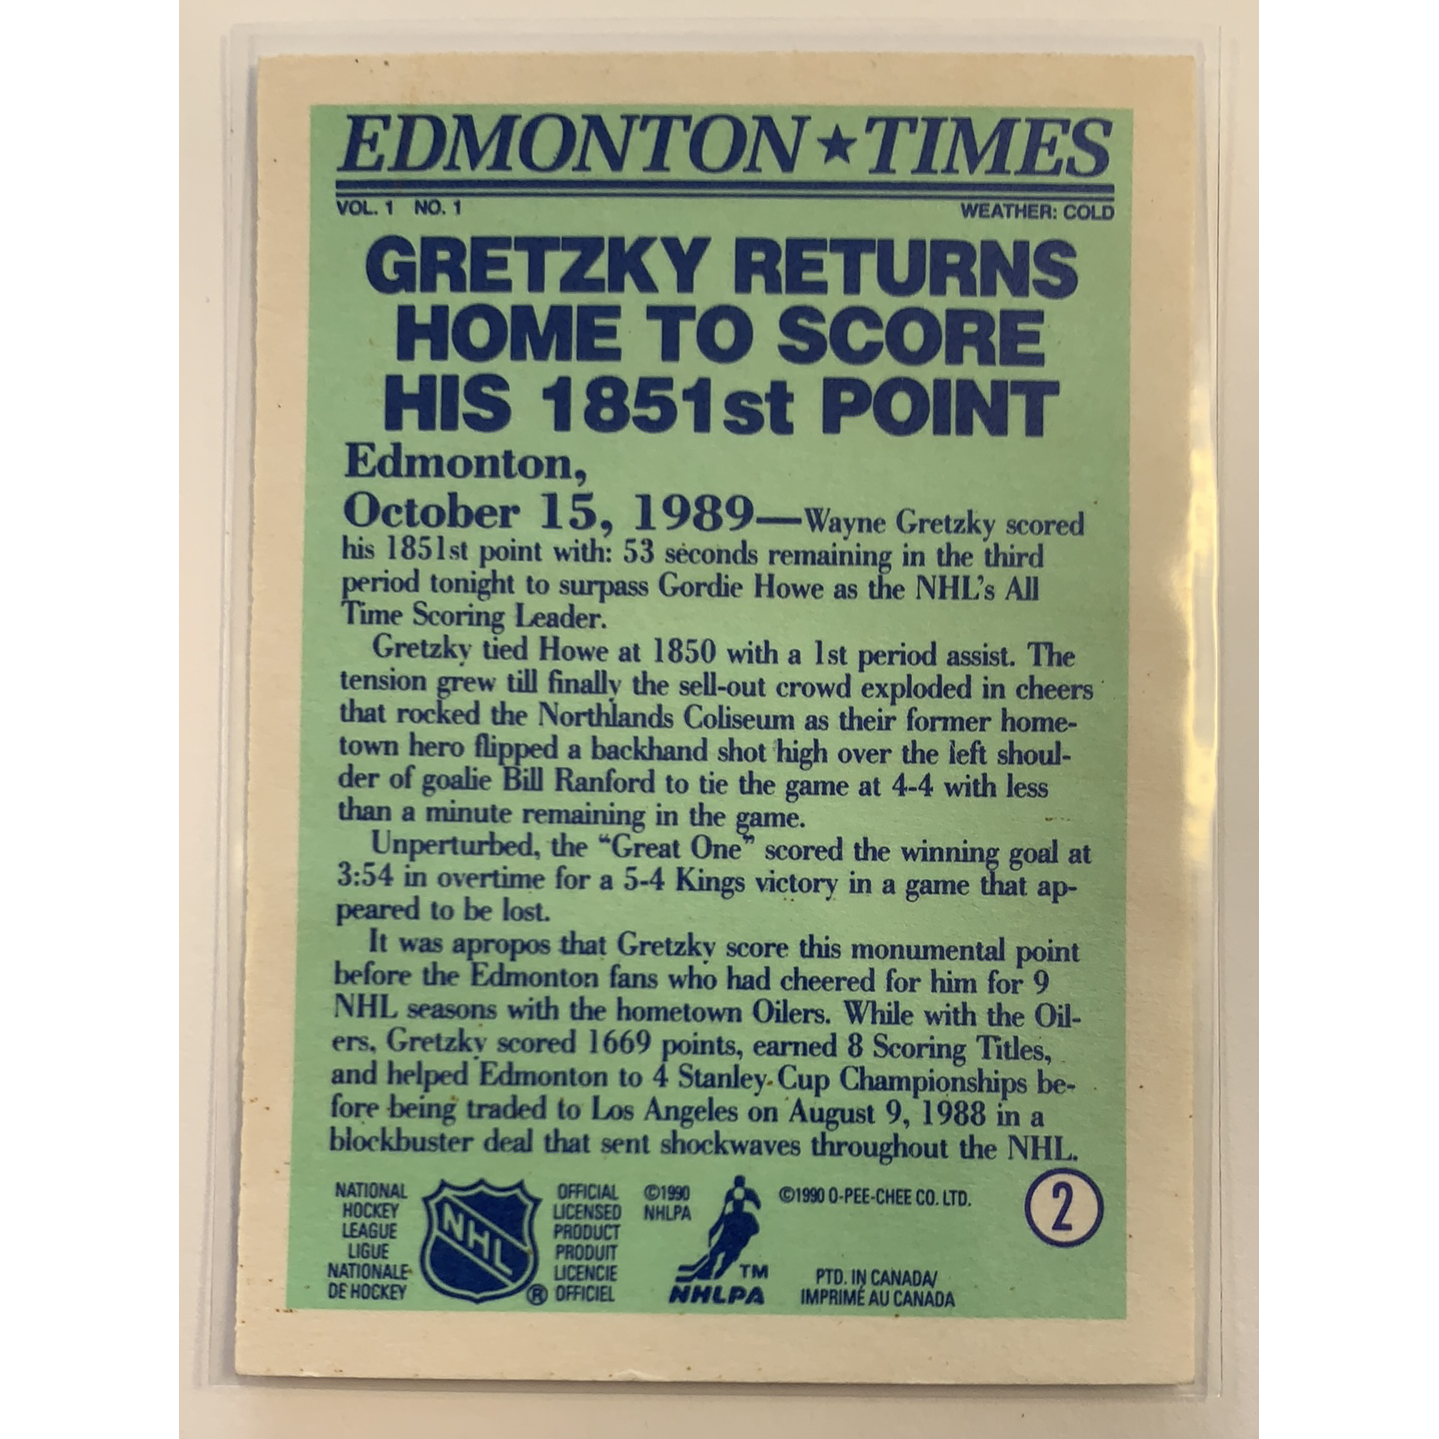 EDMONTON ★ TIMES
VOL. 1 NO. 1 WEATHER: COLD
GRETZKY RETURNS
HOME TO SCORE
HIS 1851st POINT
Edmonton,
October 15, 1989—Wayne Gretzky scored
his 1851st point with: 53 seconds remaining in the third
period tonight to surpass Gordie Howe as the NHL's All
Time Scoring Leader.
Gretzky tied Howe at 1850 with a 1st period assist. The
tension grew till finally the sell-out crowd exploded in cheers
that rocked the Northlands Coliseum as their former home-
town hero flipped a backhand shot high over the left shoul-
der of goalie Bill Ranford to tie the game at 4-4 with less
than a minute remaining in the game.
Unperturbed, the "Great One" scored the winning goal at
3:54 in overtime for a 5-4 Kings victory in a game that ap-
peared to be lost.
It was apropos that Gretzky score this monumental point
before the Edmonton fans who had cheered for him for 9
NHL seasons with the hometown Oilers. While with the Oil-
ers, Gretzky scored 1669 points, earned 8 Scoring Titles,
and helped Edmonton to 4 Stanley Cup Championships be-
fore being traded to Los Angeles on August 9, 1988 in a
blockbuster deal that sent shockwaves throughout the NHL.
NATIONAL
HOCKEY
LEAGUE
LIGUE
NATIONALE
DE HOCKEY
NHL
®
OFFICIAL
LICENSED
PRODUCT
PRODUIT
LICENCIE
OFFICIEL
©1990
NHLPA
TM
NHLPA
©1990 O-PEE-CHEE CO. LTD.
PTD. IN CANADA/
IMPRIMÉ AU CANADA
2